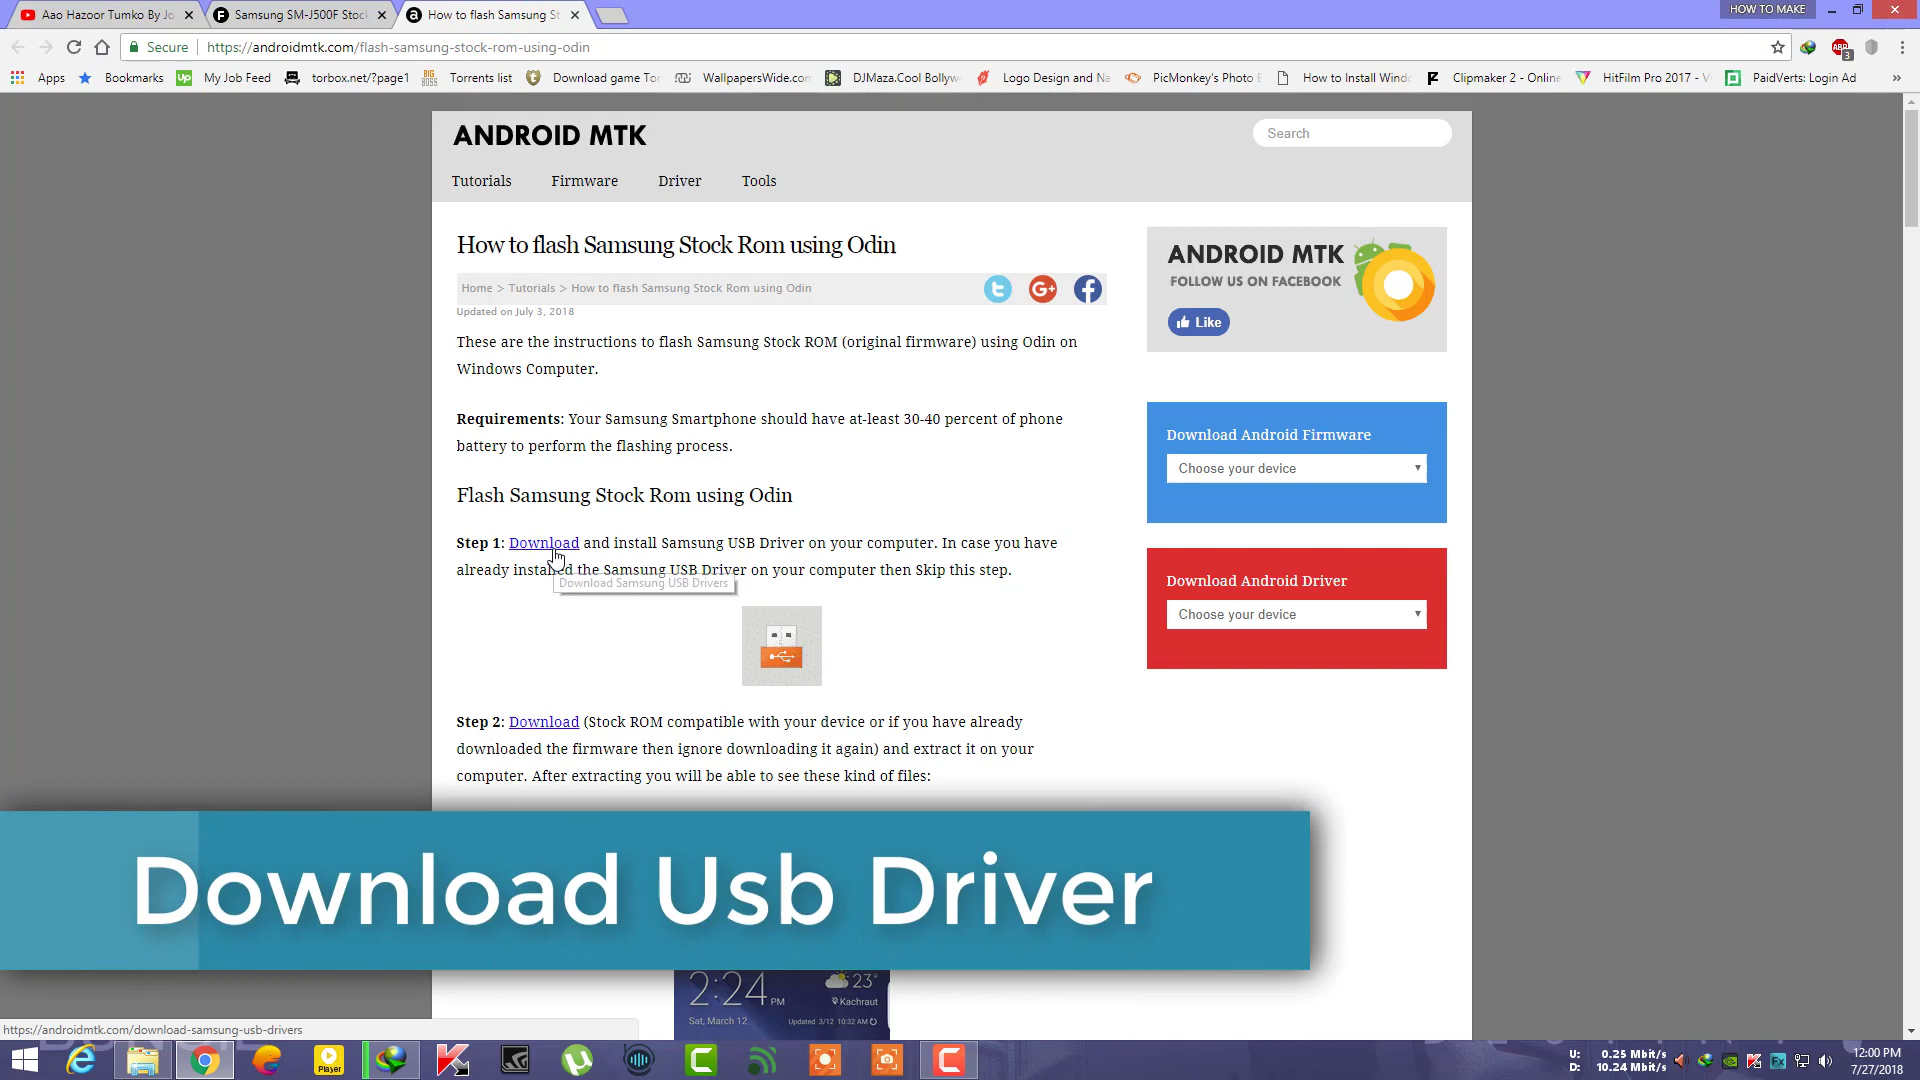 Aao Hazoor Tumko By Jo
Samsung SM-J500F Stock
How to flash Samsung St
HOW TO MAKE
Secure
https://androidmtk.com/flash-samsung-stock-rom-using-odin
ABP
3
Apps
Bookmarks
Up
My Job Feed
torbox.net/?page1
BIG
Torrents list
Download game Tor
WallpapersWide.com
DJMaza.Cool Bollyw
Logo Design and Na
PicMonkey's Photo E
How to Install Windo
Clipmaker 2 - Online
HitFilm Pro 2017 - V
PaidVerts: Login Ad
»
ANDROID MTK
Search
Tutorials
Firmware
Driver
Tools
How to flash Samsung Stock Rom using Odin
Home > Tutorials > How to flash Samsung Stock Rom using Odin
Updated on July 3, 2018
These are the instructions to flash Samsung Stock ROM (original firmware) using Odin on
Windows Computer.
Requirements: Your Samsung Smartphone should have at-least 30-40 percent of phone
battery to perform the flashing process.
Flash Samsung Stock Rom using Odin
Step 1: Download and install Samsung USB Driver on your computer. In case you have
already installed the Samsung USB Driver on your computer then Skip this step.
Download Samsung USB Drivers
Step 2: Download (Stock ROM compatible with your device or if you have already
downloaded the firmware then ignore downloading it again) and extract it on your
computer. After extracting you will be able to see these kind of files:
ANDROID MTK
FOLLOW US ON FACEBOOK
Like
Download Android Firmware
Choose your device
Download Android Driver
Choose your device
Download Usb Driver
2:24 PM
23°
Kachraut
Sat, March 12
Updated 3/12 10:32 AM
https://androidmtk.com/download-samsung-usb-drivers
Player
U: 0.25 Mbit/s
D: 10.24 Mbit/s
12:00 PM
7/27/2018